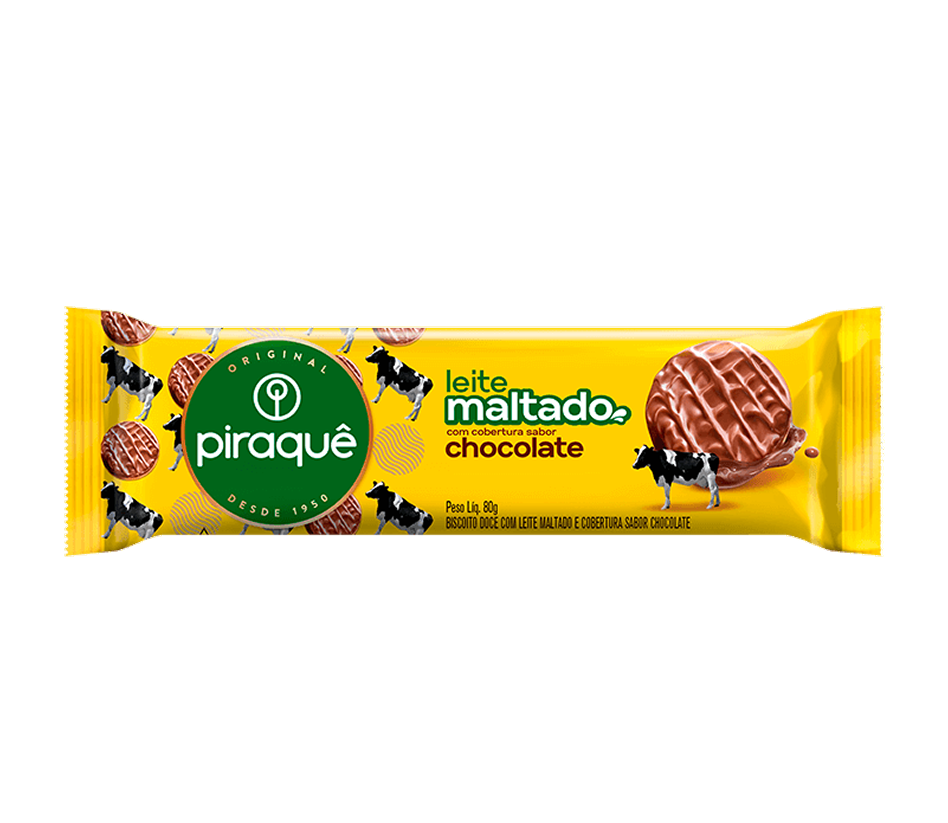 ORIGINAL
piraquê
DESDE 1950
leite
maltado
com cobertura sabor
chocolate
Peso Líq. 80g
BISCOITO DOCE COM LEITE MALTADO E COBERTURA SABOR CHOCOLATE